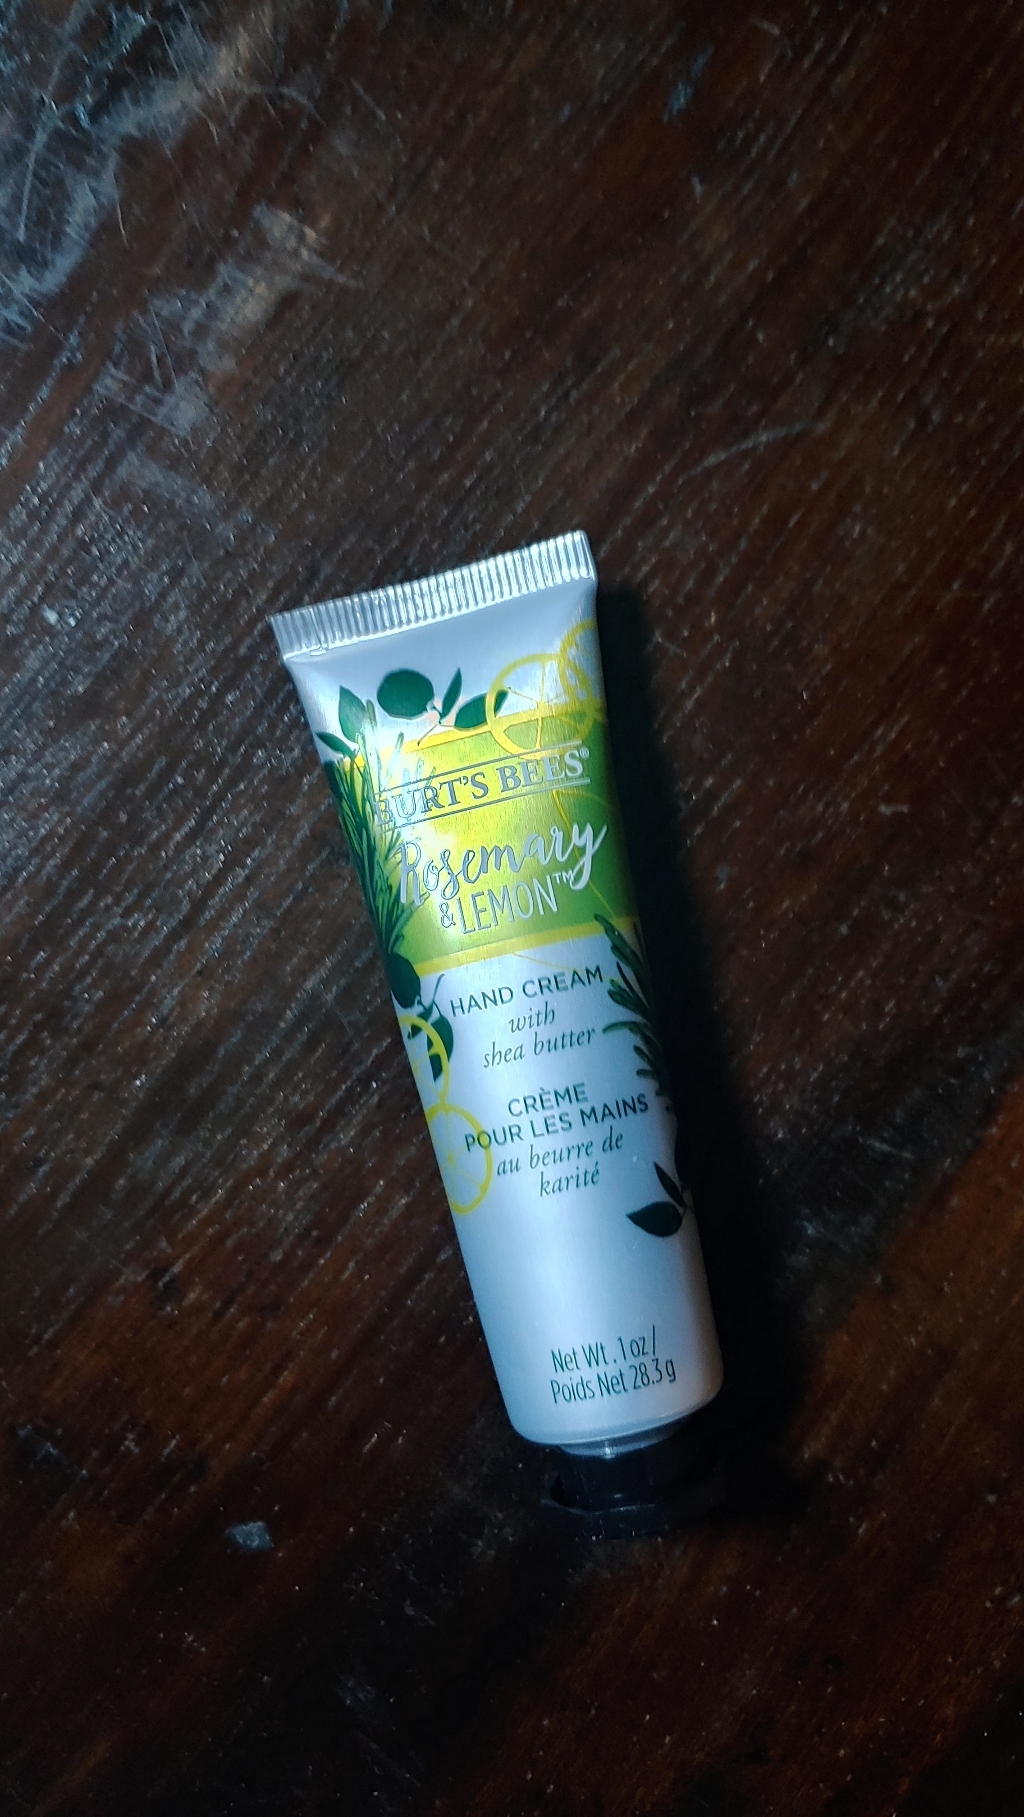 BURT'S BEES®
Rosemary
& LEMON™
HAND CREAM
with
shea butter
CRÈME
POUR LES MAINS
au beurre de
karité
Net Wt. 1 oz /
Poids Net 28.3 g